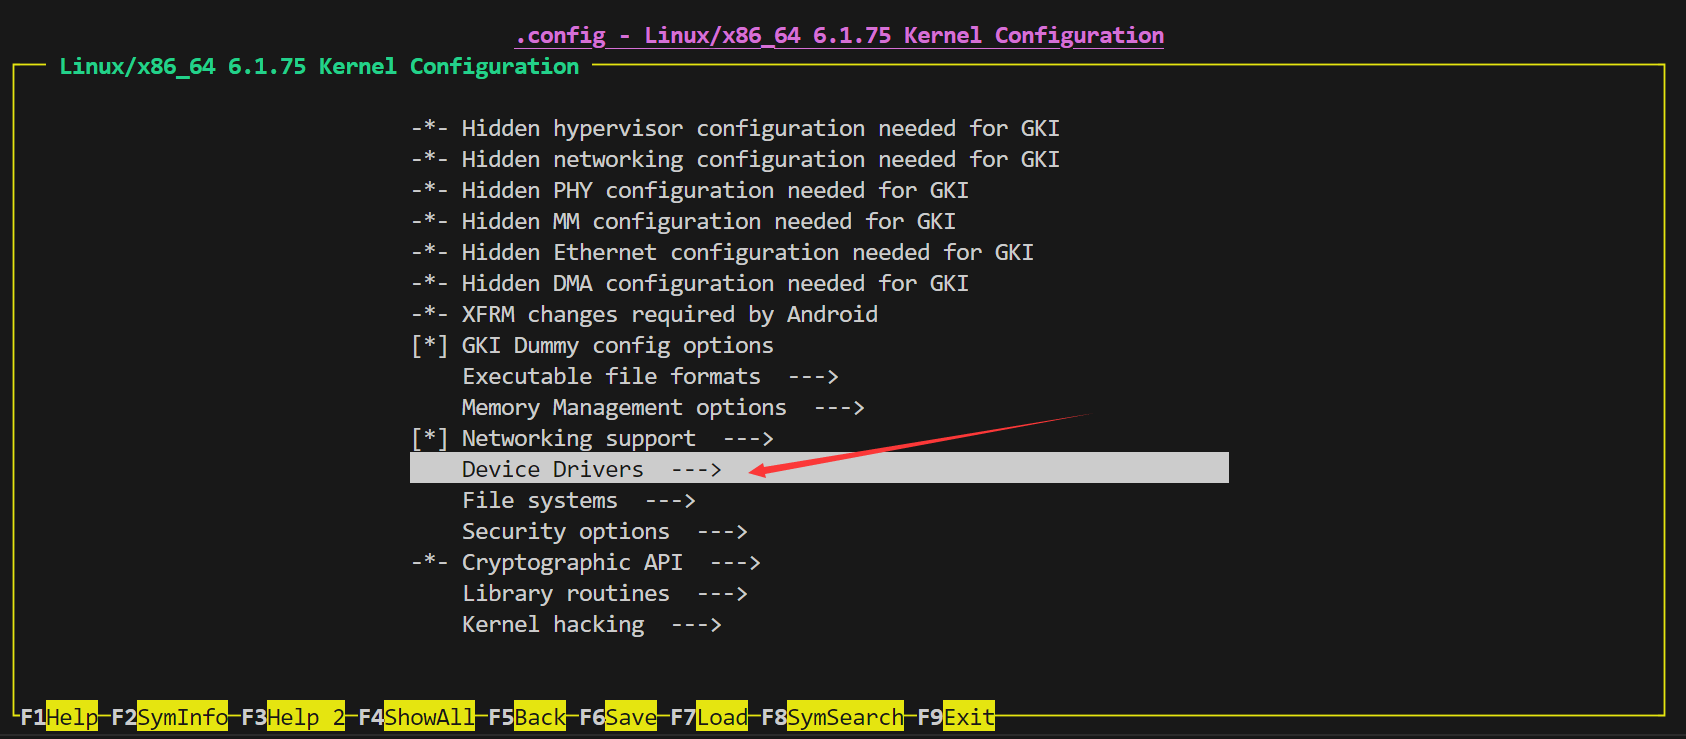 .config - Linux/x86_64 6.1.75 Kernel Configuration
Linux/x86_64 6.1.75 Kernel Configuration
-*- Hidden hypervisor configuration needed for GKI
-*- Hidden networking configuration needed for GKI
-*- Hidden PHY configuration needed for GKI
-*- Hidden MM configuration needed for GKI
-*- Hidden Ethernet configuration needed for GKI
-*- Hidden DMA configuration needed for GKI
-*- XFRM changes required by Android
[*] GKI Dummy config options
Executable file formats  --->
Memory Management options  --->
[*] Networking support  --->
Device Drivers  --->
File systems  --->
Security options  --->
-*- Cryptographic API  --->
Library routines  --->
Kernel hacking  --->
F1Help F2SymInfo F3Help 2 F4ShowAll F5Back F6Save F7Load F8SymSearch F9Exit